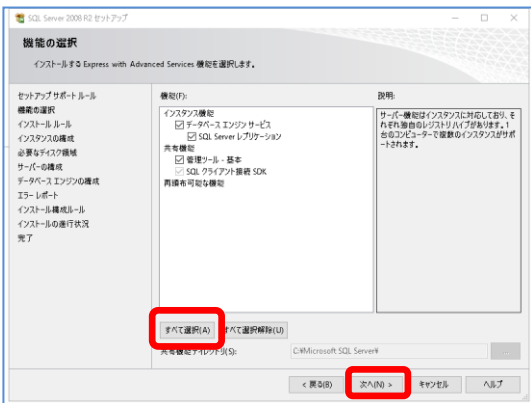 SQL Server 2008 R2 セットアップ
機能の選択
インストールする Express with Advanced Services 機能を選択します。
セットアップ サポート ルール
機能の選択
インストール ルール
インスタンスの構成
必要なディスク領域
サーバーの構成
データベース エンジンの構成
エラー レポート
インストール構成ルール
インストールの進行状況
完了
機能(F):
インスタンス機能
データベース エンジン サービス
SQL Server レプリケーション
共有機能
管理ツール - 基本
SQL クライアント接続 SDK
再頒布可能な機能
説明:
サーバー機能はインスタンスに対応しており、そ
れぞれ独自のレジストリ ハイブがあります。1
台のコンピューターで複数のインスタンスがサポ
ートされます。
すべて選択(A)
すべて選択解除(U)
共有機能ディレクトリ(S):
C:¥Microsoft SQL Server¥
...
< 戻る(B)
次へ(N) >
キャンセル
ヘルプ